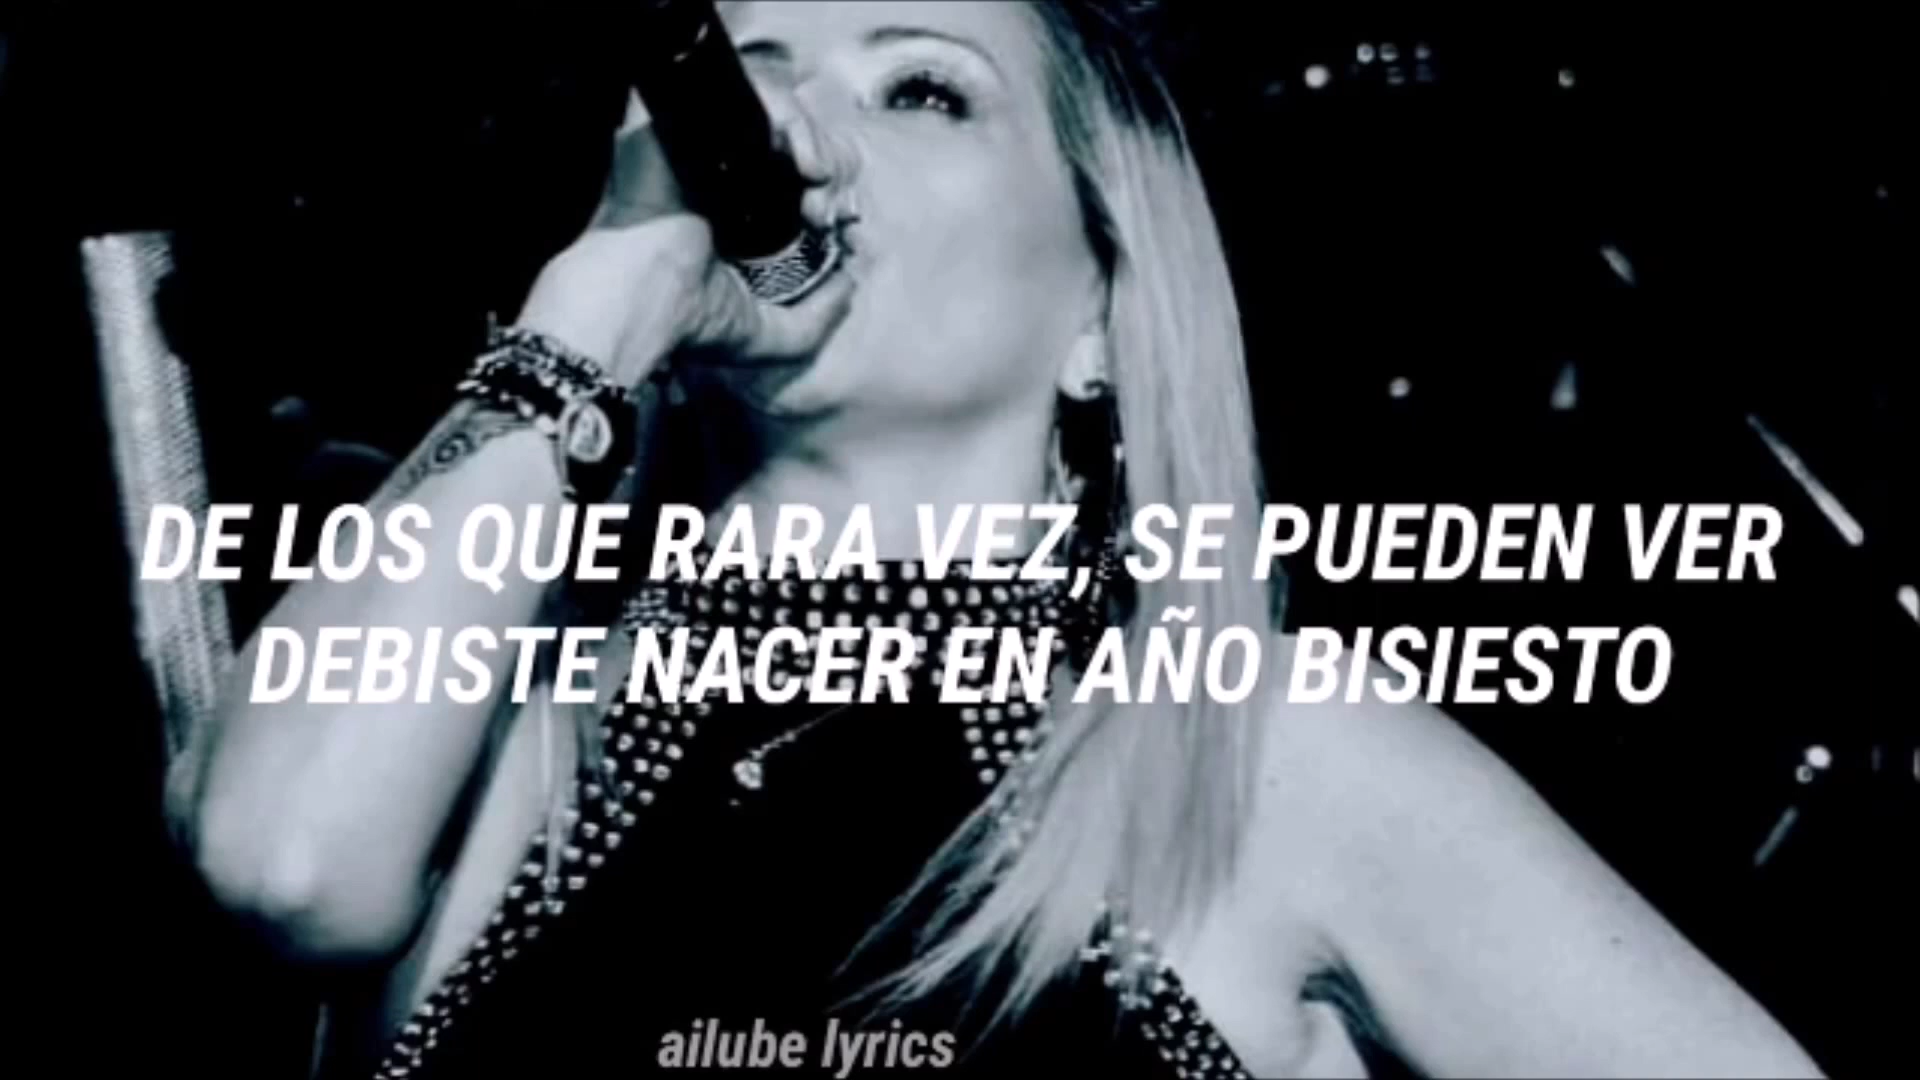 DE LOS QUE RARA VEZ, SE PUEDEN VER
DEBISTE NACER EN AÑO BISIESTO
ailube lyrics